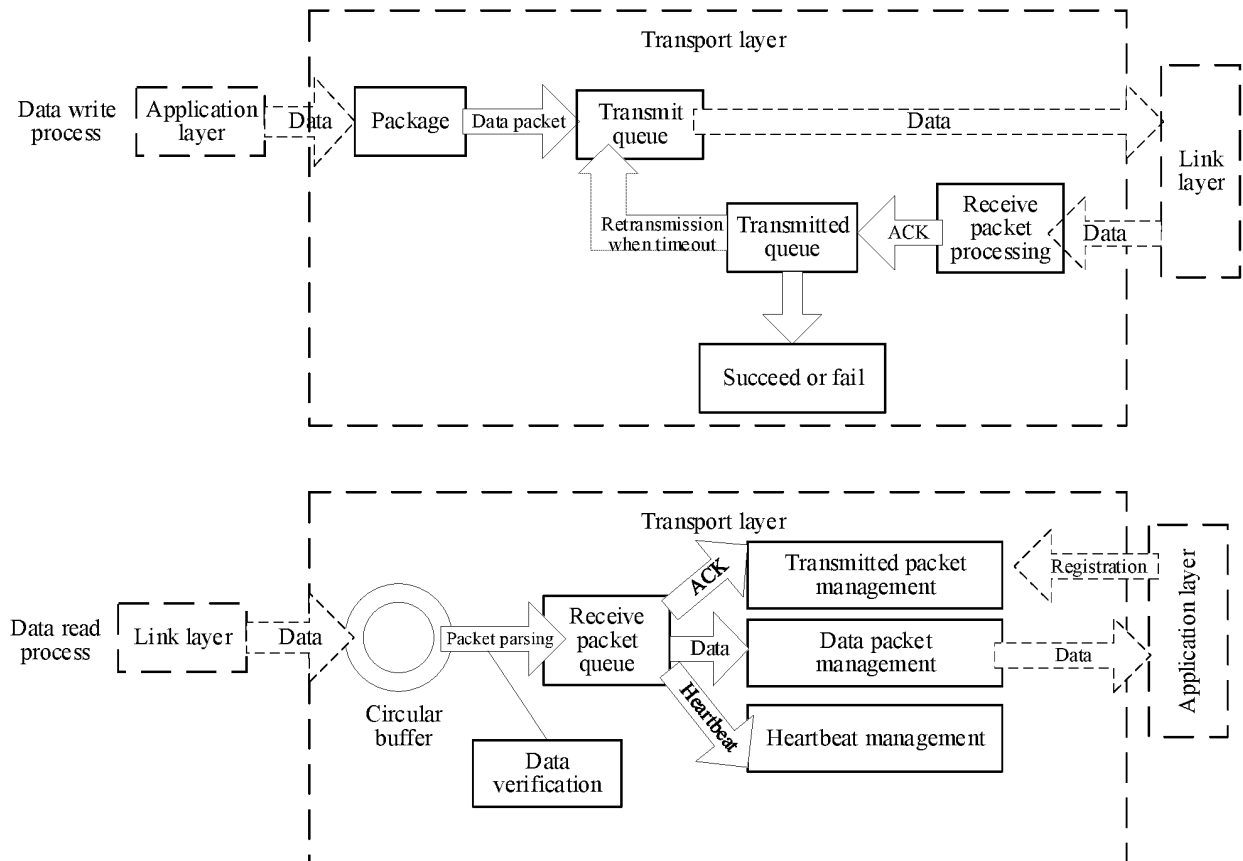 Transport layer
Data write
process
Application
layer
Data
Package
Data packet
Transmit
queue
Data
Link
layer
Retransmission
when timeout
Transmitted
queue
ACK
Receive
packet
processing
Data
Succeed or fail
Transport layer
Data read
process
Link layer
Data
Circular
buffer
Packet parsing
Data
verification
Receive
packet
queue
ACK
Data
Heartbeat
Transmitted packet
management
Data packet
management
Heartbeat management
Registration
Data
Application layer